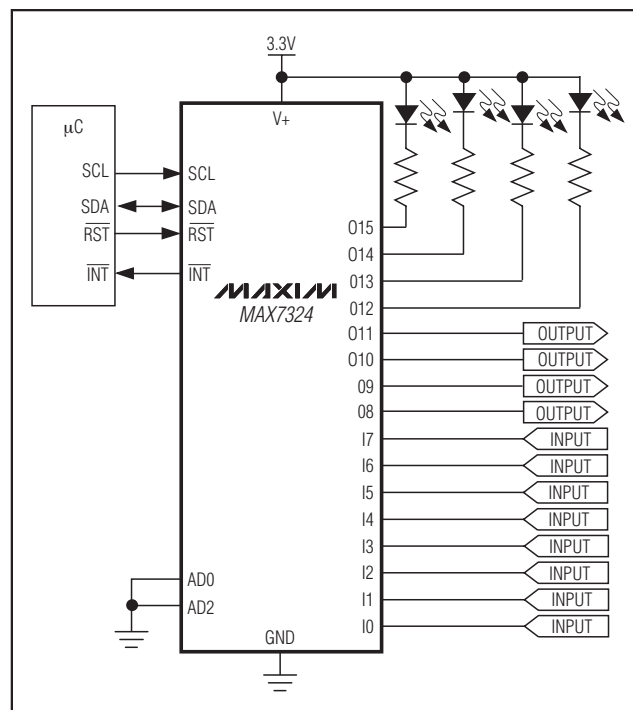 3.3V
V+
μC
SCL
SCL
SDA
SDA
RST
RST
INT
INT
MAXIM
MAX7324
O15
O14
O13
O12
O11
OUTPUT
O10
OUTPUT
O9
OUTPUT
O8
OUTPUT
I7
INPUT
I6
INPUT
I5
INPUT
I4
INPUT
I3
INPUT
I2
INPUT
I1
INPUT
I0
INPUT
AD0
AD2
GND